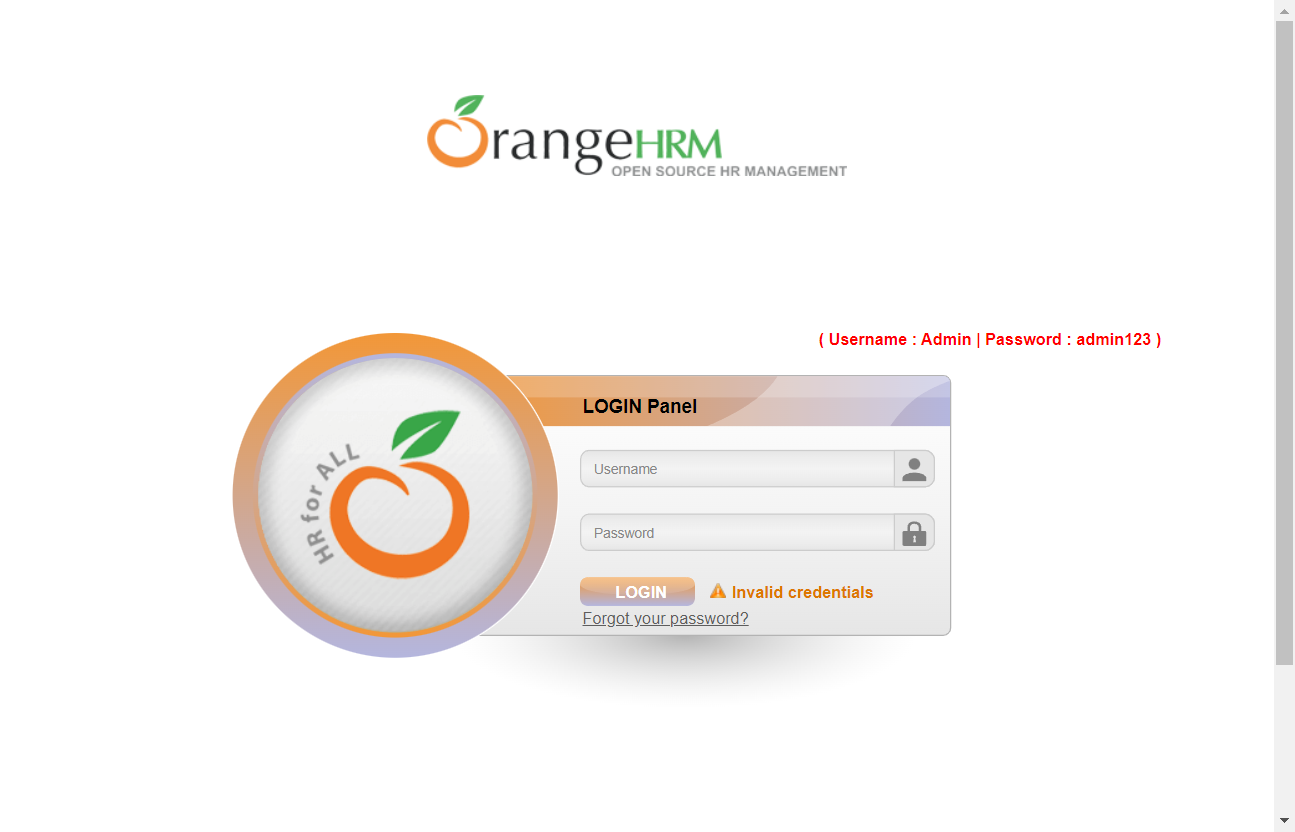 OrangeHRM
OPEN SOURCE HR MANAGEMENT
( Username : Admin | Password : admin123 )
LOGIN Panel
HR for ALL
Username
Password
LOGIN
Invalid credentials
Forgot your password?